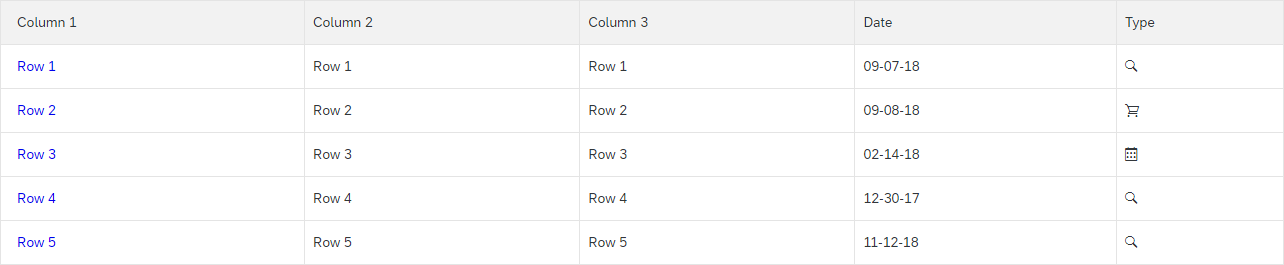 Column 1 Column 2 Column 3 Date Type
Row 1 Row 1 Row 1 09-07-18
Row 2 Row 2 Row 2 09-08-18
Row 3 Row 3 Row 3 02-14-18
Row 4 Row 4 Row 4 12-30-17
Row 5 Row 5 Row 5 11-12-18